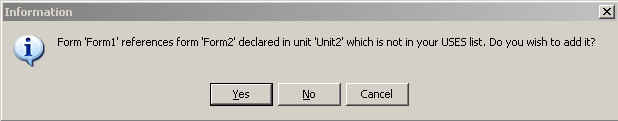 Information
Form 'Form1' references form 'Form2' declared in unit 'Unit2' which is not in your USES list. Do you wish to add it?
Yes
No
Cancel